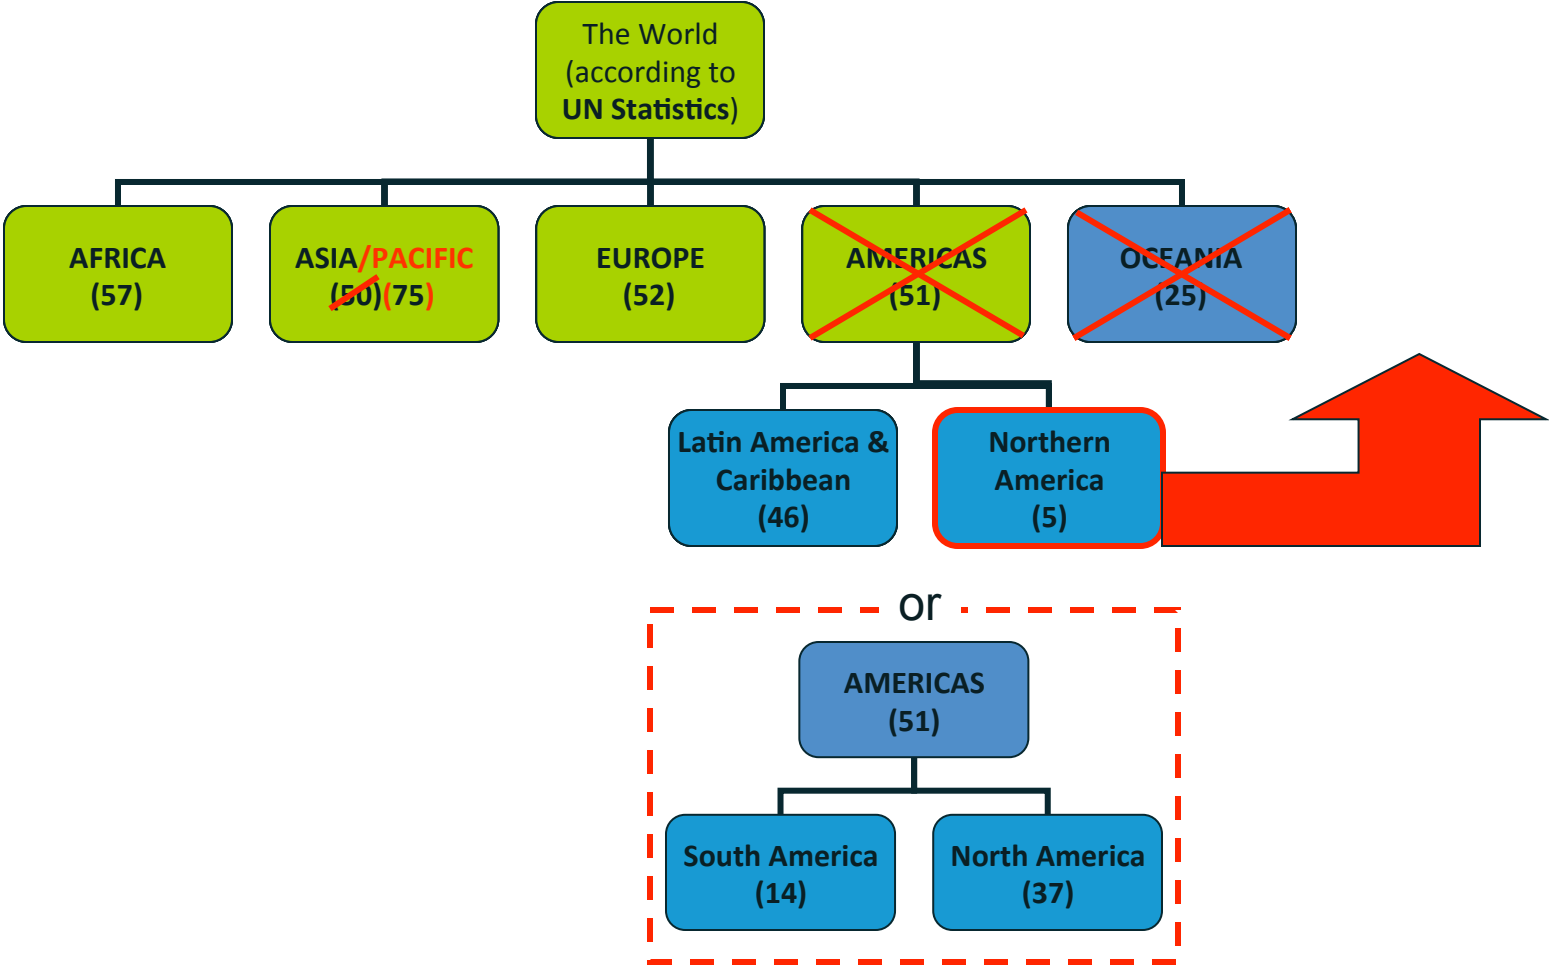 The World
(according to
UN Statistics)
AFRICA
(57)
ASIA/PACIFIC
(50)(75)
EUROPE
(52)
AMERICAS
(51)
OCEANIA
(25)
Latin America &
Caribbean
(46)
Northern
America
(5)
or
AMERICAS
(51)
South America
(14)
North America
(37)